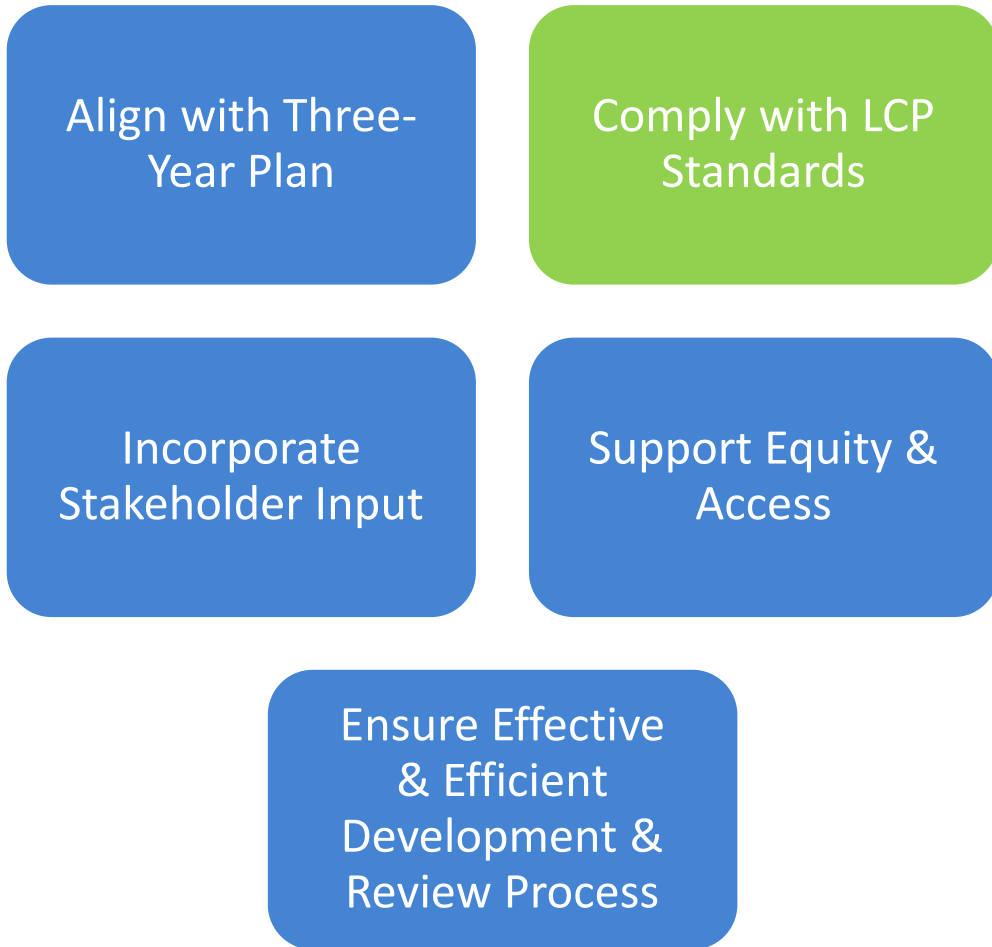 Align with Three-
Year Plan
Comply with LCP
Standards
Incorporate
Stakeholder Input
Support Equity &
Access
Ensure Effective
& Efficient
Development &
Review Process